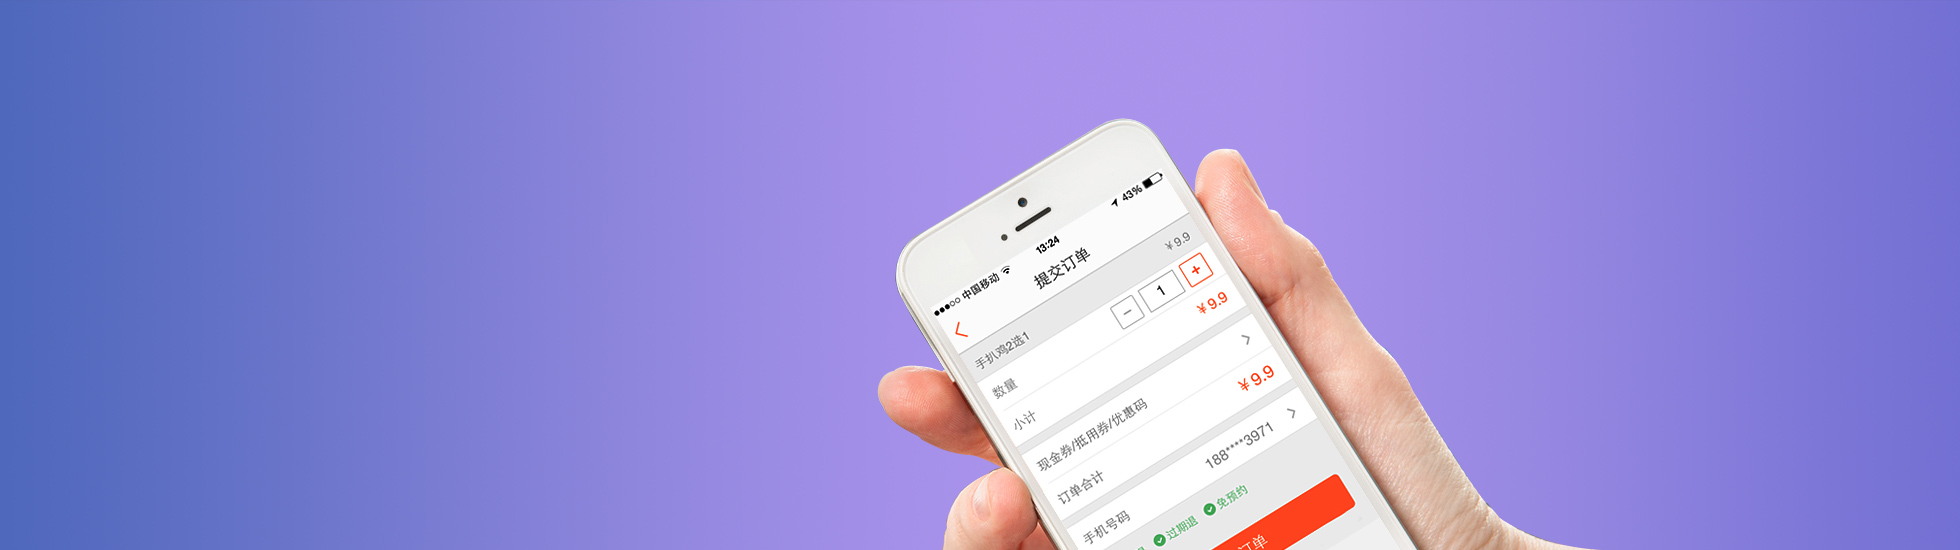 中国移动
13:24
43%
提交订单
手扒鸡2选1 ¥9.9
数量 − 1 +
小计 ¥9.9
现金券/抵用券/优惠码
订单合计 ¥9.9
手机号码 188****3971
过期退 免预约
订单